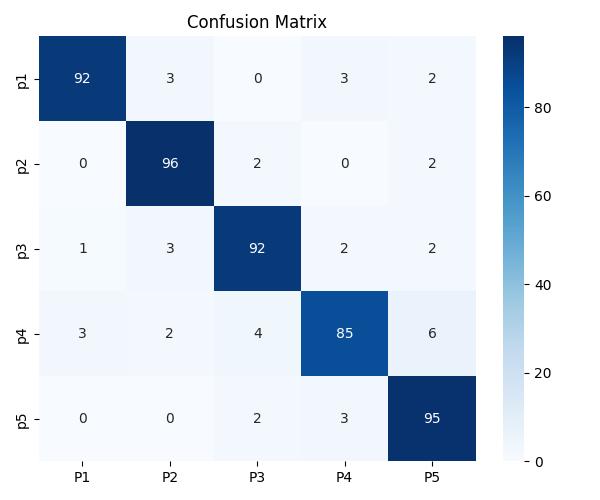 Confusion Matrix
p1 92 3 0 3 2
p2 0 96 2 0 2
p3 1 3 92 2 2
p4 3 2 4 85 6
p5 0 0 2 3 95
P1 P2 P3 P4 P5
80
60
40
20
0